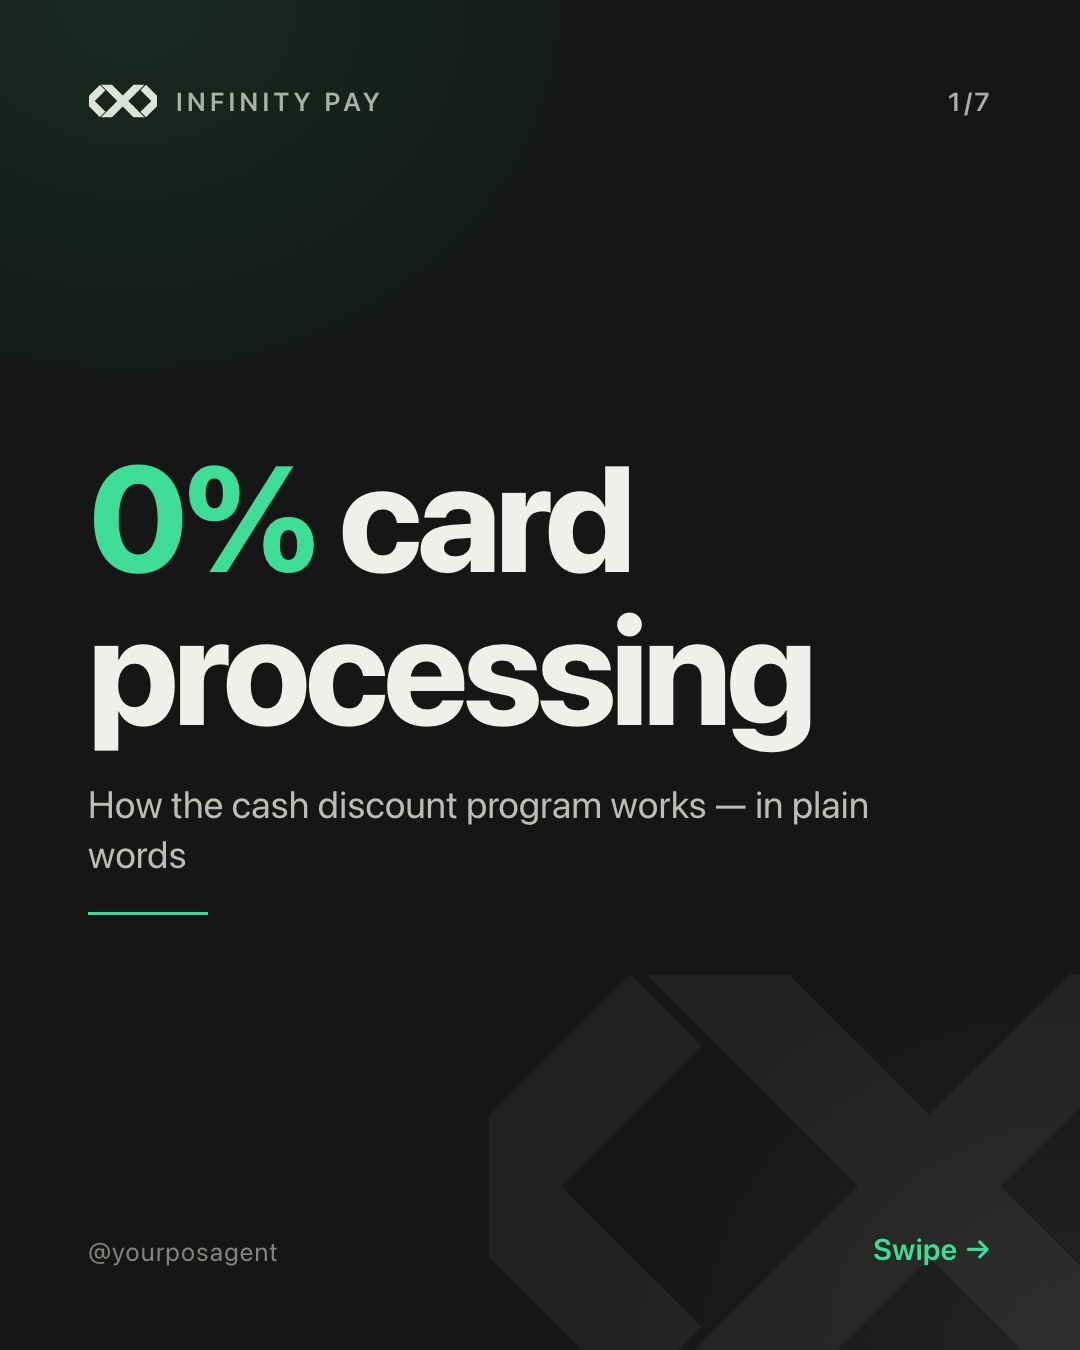 INFINITY PAY
1/7
0% card
processing
How the cash discount program works — in plain
words
@yourposagent
Swipe →